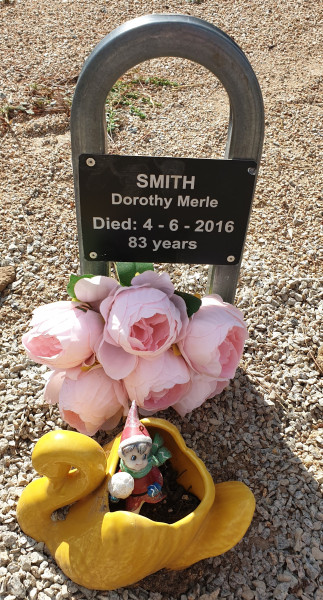 SMITH
Dorothy Merle
Died: 4 - 6 - 2016
83 years